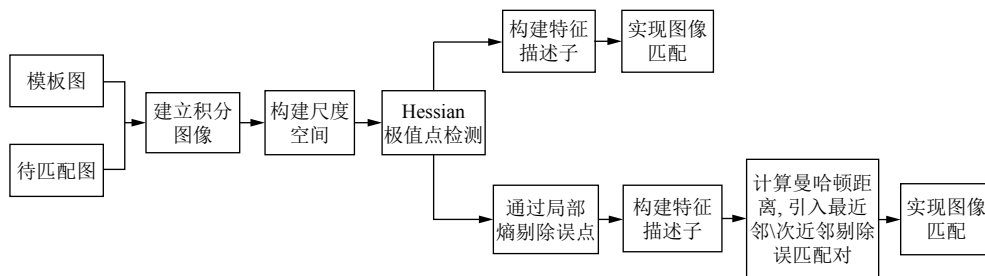 模板图
待匹配图
建立积分
图像
构建尺度
空间
Hessian
极值点检测
构建特征
描述子
实现图像
匹配
通过局部
熵剔除误点
构建特征
描述子
计算曼哈顿距
离, 引入最近
邻\次近邻剔除
误匹配对
实现图像
匹配